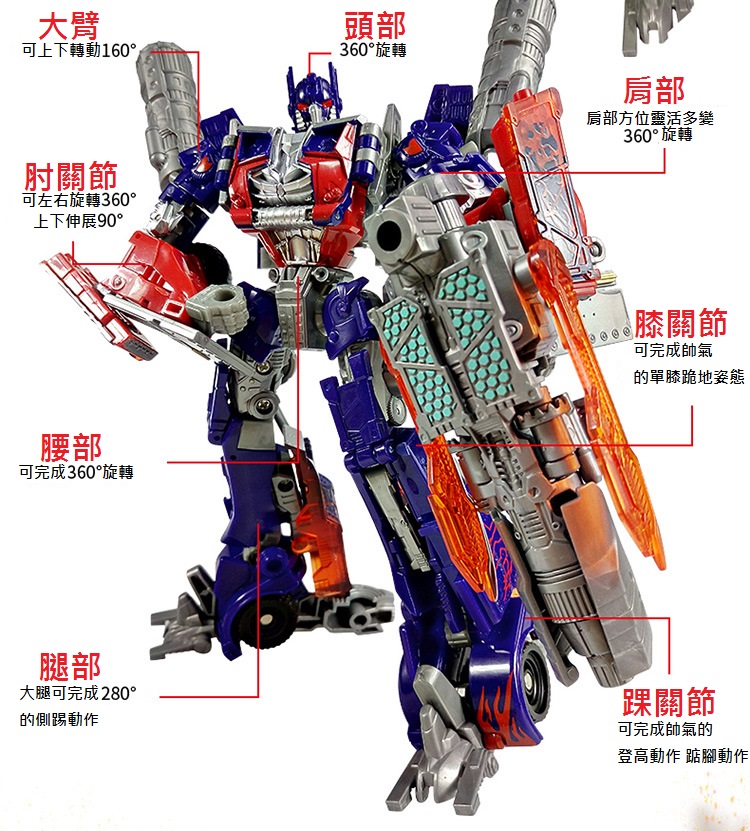 大臂
可上下轉動160°
頭部
360°旋轉
肩部
肩部方位靈活多變
360°旋轉
肘關節
可左右旋轉360°
上下伸展90°
膝關節
可完成帥氣
的單膝跪地姿態
腰部
可完成360°旋轉
腿部
大腿可完成280°
的側踢動作
踝關節
可完成帥氣的
登高動作 踮腳動作